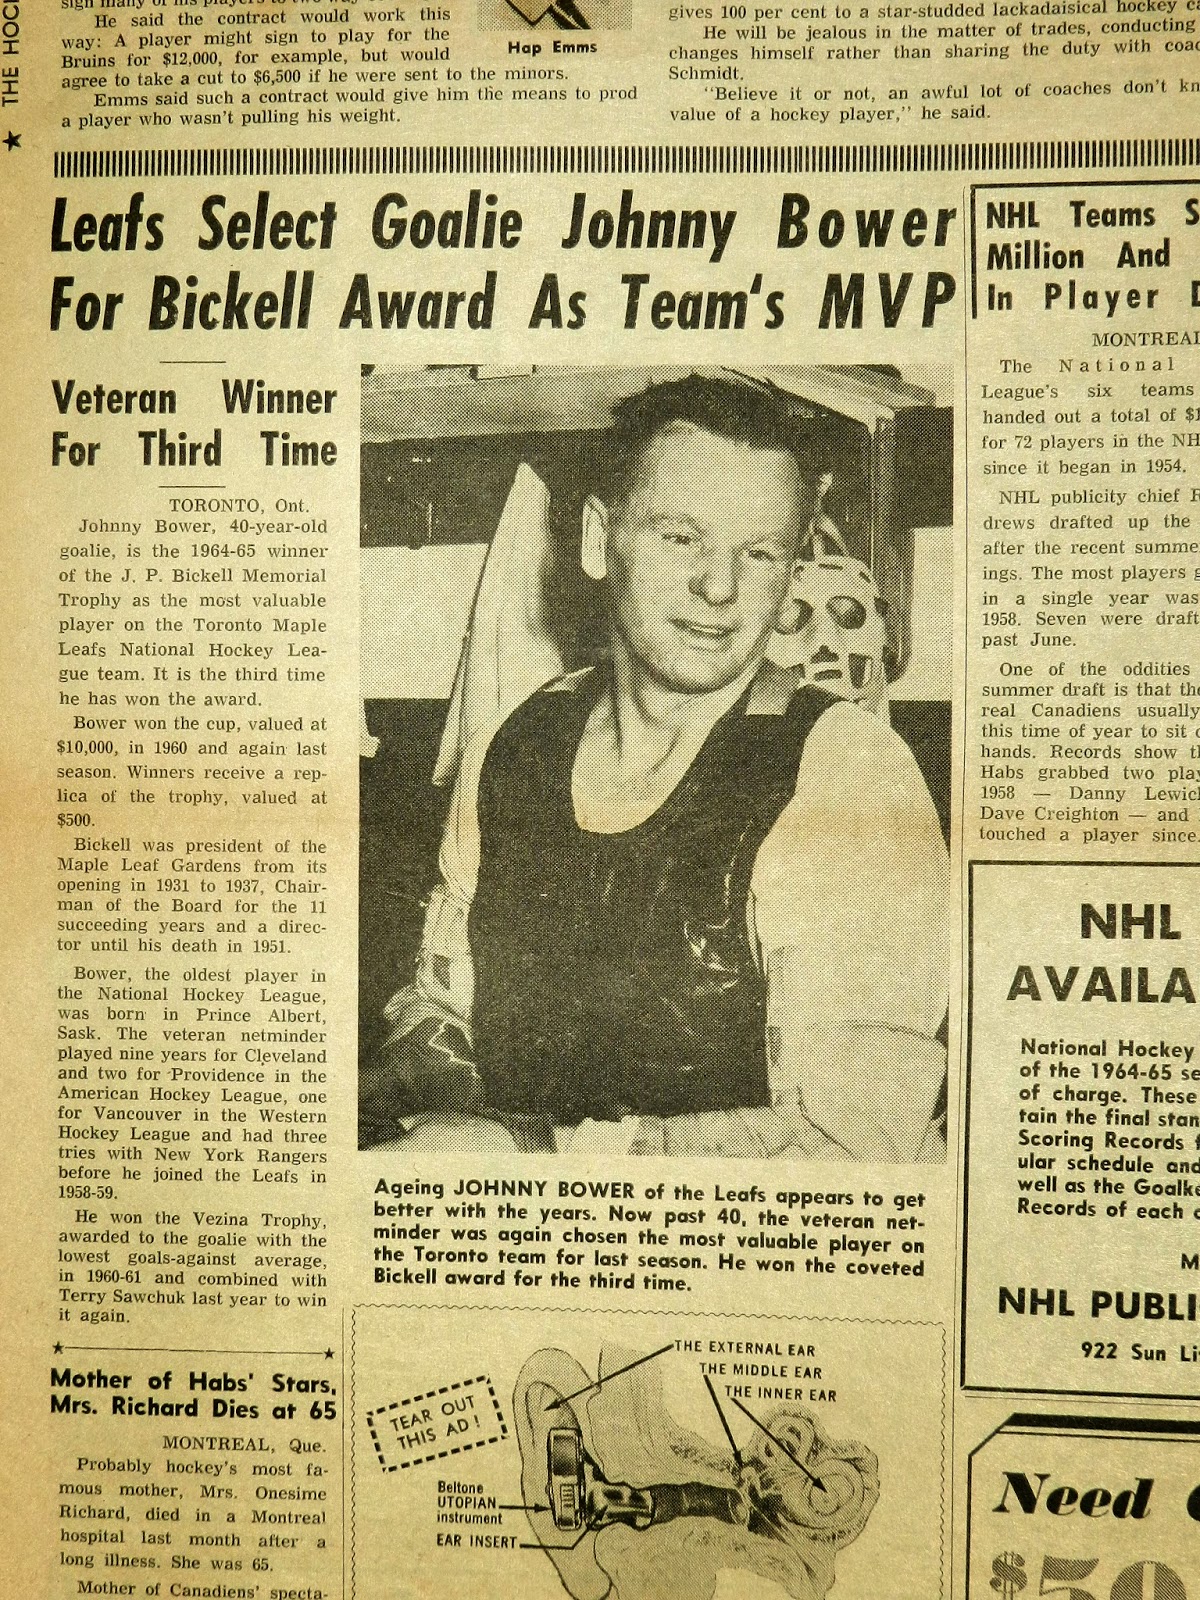 ★ THE HOC
He said the contract would work this
way: A player might sign to play for the
Bruins for $12,000, for example, but would
agree to take a cut to $6,500 if he were sent to the minors.
Emms said such a contract would give him the means to prod
a player who wasn't pulling his weight.
Hap Emms
gives 100 per cent to a star-studded lackadaisical hockey
He will be jealous in the matter of trades, conducting
changes himself rather than sharing the duty with
Schmidt.
"Believe it or not, an awful lot of coaches don't
value of a hockey player," he said.
Leafs Select Goalie Johnny Bower
For Bickell Award As Team's MVP
Veteran Winner
For Third Time
TORONTO, Ont.
Johnny Bower, 40-year-old
goalie, is the 1964-65 winner
of the J. P. Bickell Memorial
Trophy as the most valuable
player on the Toronto Maple
Leafs National Hockey Lea-
gue team. It is the third time
he has won the award.
Bower won the cup, valued at
$10,000, in 1960 and again last
season. Winners receive a rep-
lica of the trophy, valued at
$500.
Bickell was president of the
Maple Leaf Gardens from its
opening in 1931 to 1937, Chair-
man of the Board for the 11
succeeding years and a direc-
tor until his death in 1951.
Bower, the oldest player in
the National Hockey League,
was born in Prince Albert,
Sask. The veteran netminder
played nine years for Cleveland
and two for Providence in the
American Hockey League, one
for Vancouver in the Western
Hockey League and had three
tries with New York Rangers
before he joined the Leafs in
1958-59.
He won the Vezina Trophy,
awarded to the goalie with the
lowest goals-against average,
in 1960-61 and combined with
Terry Sawchuk last year to win
it again.
Ageing JOHNNY BOWER of the Leafs appears to get
better with the years. Now past 40, the veteran net-
minder was again chosen the most valuable player on
the Toronto team for last season. He won the coveted
Bickell award for the third time.
Mother of Habs' Stars,
Mrs. Richard Dies at 65
MONTREAL, Que.
Probably hockey's most fa-
mous mother, Mrs. Onesime
Richard, died in a Montreal
hospital last month after a
long illness. She was 65.
Mother of Canadiens' specta-
TEAR OUT
THIS AD!
THE EXTERNAL EAR
THE MIDDLE EAR
THE INNER EAR
Beltone
UTOPIAN
instrument
EAR INSERT
NHL Teams S
Million And
In Player
MONTREAL
The National
League's six teams
handed out a total of $1
for 72 players in the NH
since it began in 1954.
NHL publicity chief
drews drafted up the
after the recent summe
ings. The most players
in a single year was
1958. Seven were draft
past June.
One of the oddities
summer draft is that the
real Canadiens usually
this time of year to sit
hands. Records show
Habs grabbed two play
1958 — Danny Lewick
Dave Creighton — and
touched a player since.
NHL
AVAILA
National Hockey
of the 1964-65 se
of charge. These
tain the final stan
Scoring Records
ular schedule and
well as the Goalke
Records of each
M
NHL PUBLI
922 Sun Li
Need
$50